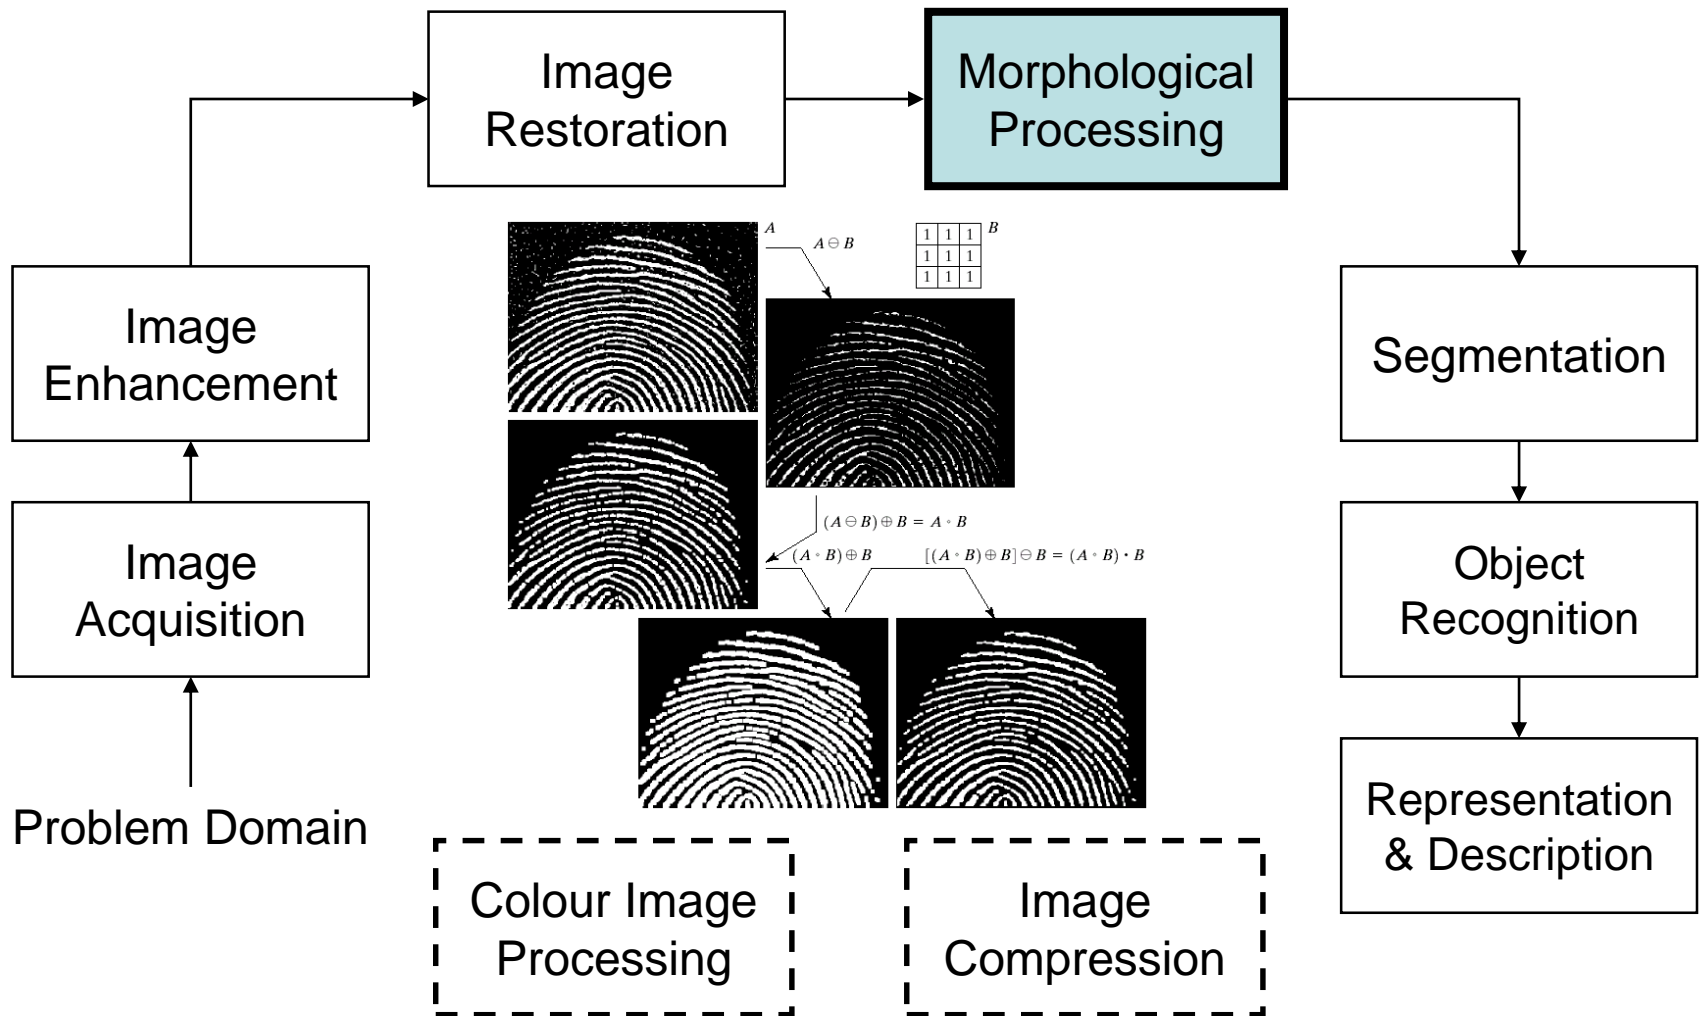 Image
Restoration
Morphological
Processing
A
A ⊖ B
1 1 1
1 1 1
1 1 1
B
Image
Enhancement
Segmentation
(A ⊖ B) ⊕ B = A ∘ B
(A ∘ B) ⊕ B
[(A ∘ B) ⊕ B] ⊖ B = (A ∘ B) • B
Image
Acquisition
Object
Recognition
Problem Domain
Representation
& Description
Colour Image
Processing
Image
Compression